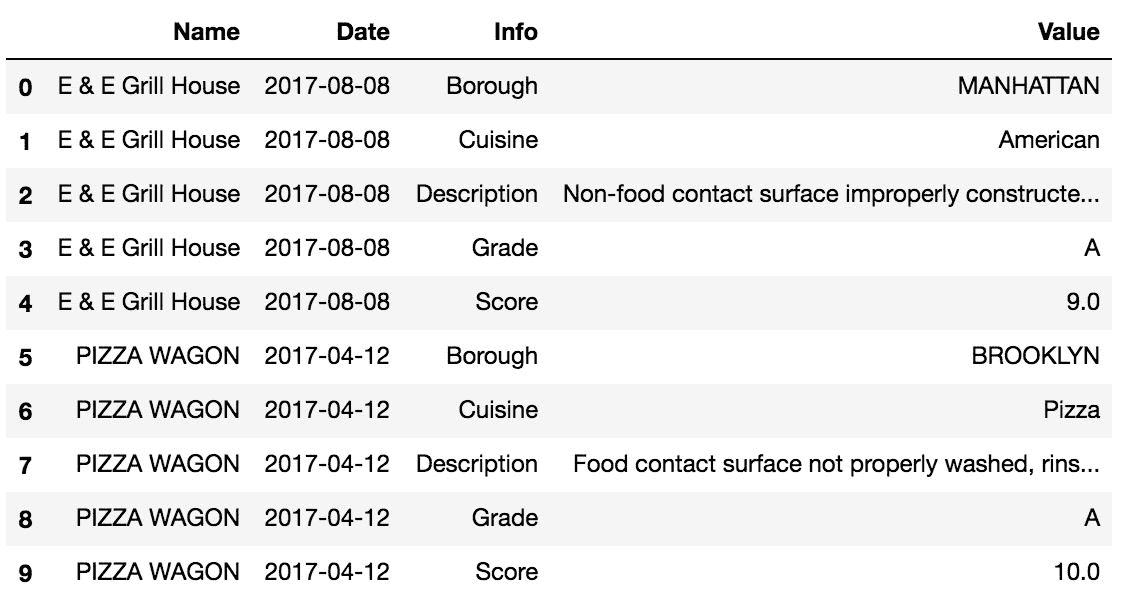 Name Date Info Value
0 E & E Grill House 2017-08-08 Borough MANHATTAN
1 E & E Grill House 2017-08-08 Cuisine American
2 E & E Grill House 2017-08-08 Description Non-food contact surface improperly constructe...
3 E & E Grill House 2017-08-08 Grade A
4 E & E Grill House 2017-08-08 Score 9.0
5 PIZZA WAGON 2017-04-12 Borough BROOKLYN
6 PIZZA WAGON 2017-04-12 Cuisine Pizza
7 PIZZA WAGON 2017-04-12 Description Food contact surface not properly washed, rins...
8 PIZZA WAGON 2017-04-12 Grade A
9 PIZZA WAGON 2017-04-12 Score 10.0